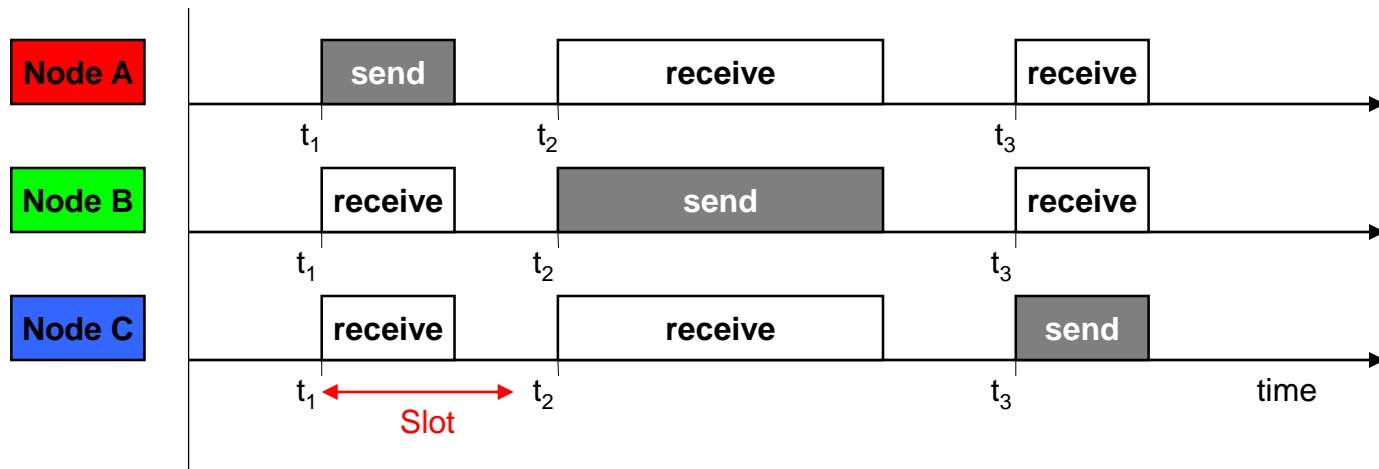 Node A send receive receive
t₁ t₂ t₃
Node B receive send receive
t₁ t₂ t₃
Node C receive receive send
t₁ t₂ t₃ time
Slot